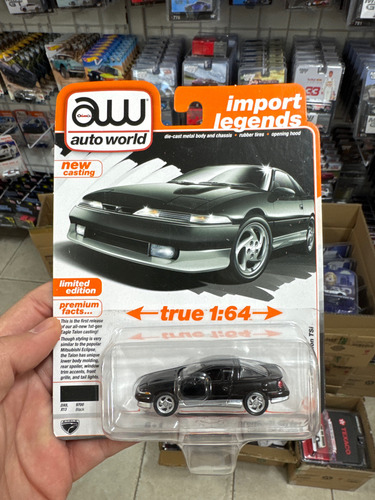 aw
auto world
import
legends
die-cast metal body and chassis • rubber tires • opening hood
new
casting
limited
edition
premium
facts...
true 1:64
This is the first release
of our all-new 1st-gen
Eagle Talon casting!
Though styling is very
similar to the popular
Mitsubishi Eclipse,
the Talon has unique
lower body molding,
rear spoiler, window
trim accents, front
grille, and tail lights.
Black
TSi
33
TEXACO